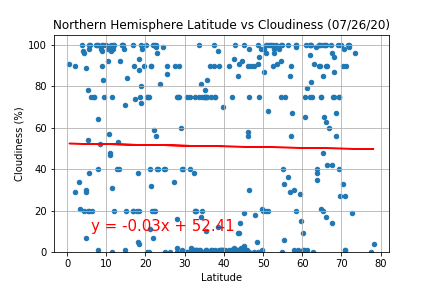 Northern Hemisphere Latitude vs Cloudiness (07/26/20)
100
80
60
40
20
0
Cloudiness (%)
y = -0.03x + 52.41
0 10 20 30 40 50 60 70 80
Latitude